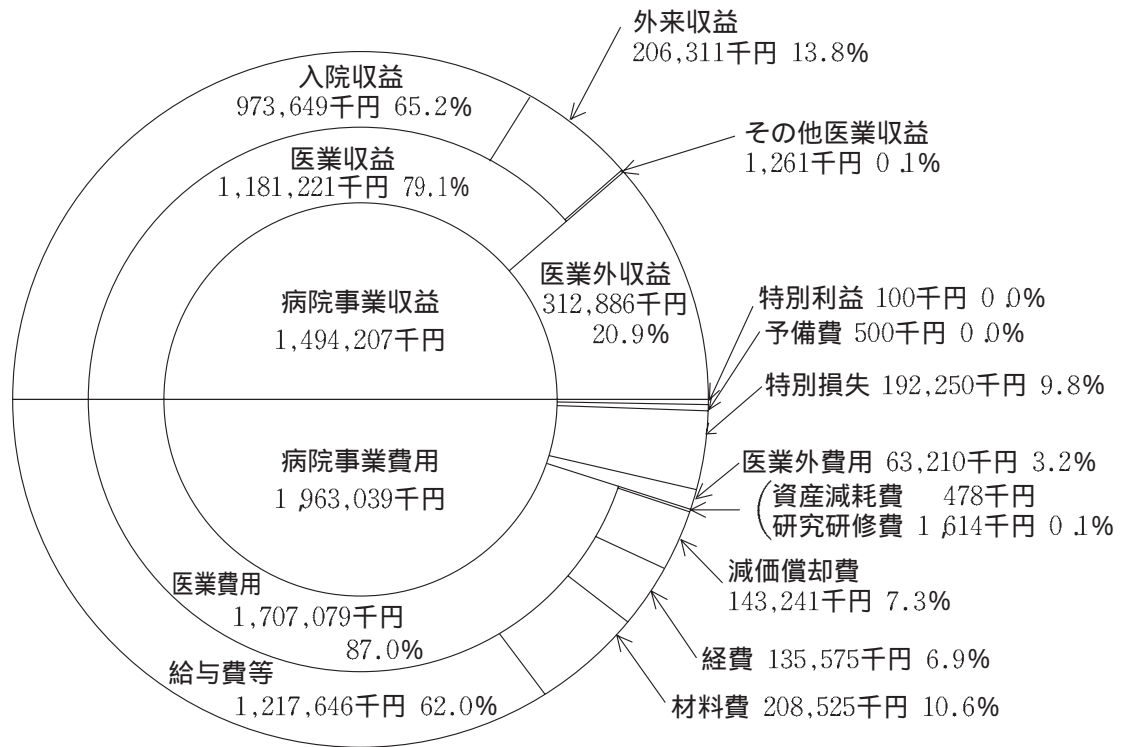 外来収益
206,311千円 13.8%
入院収益
973,649千円 65.2%
その他医業収益
1,261千円 0.1%
医業収益
1,181,221千円 79.1%
医業外収益
312,886千円
20.9%
病院事業収益
1,494,207千円
特別利益 100千円 0.0%
予備費 500千円 0.0%
特別損失 192,250千円 9.8%
病院事業費用
1,963,039千円
医業外費用 63,210千円 3.2%
資産減耗費 478千円
研究研修費 1,614千円 0.1%
減価償却費
143,241千円 7.3%
医業費用
1,707,079千円
87.0%
経費 135,575千円 6.9%
給与費等
1,217,646千円 62.0%
材料費 208,525千円 10.6%